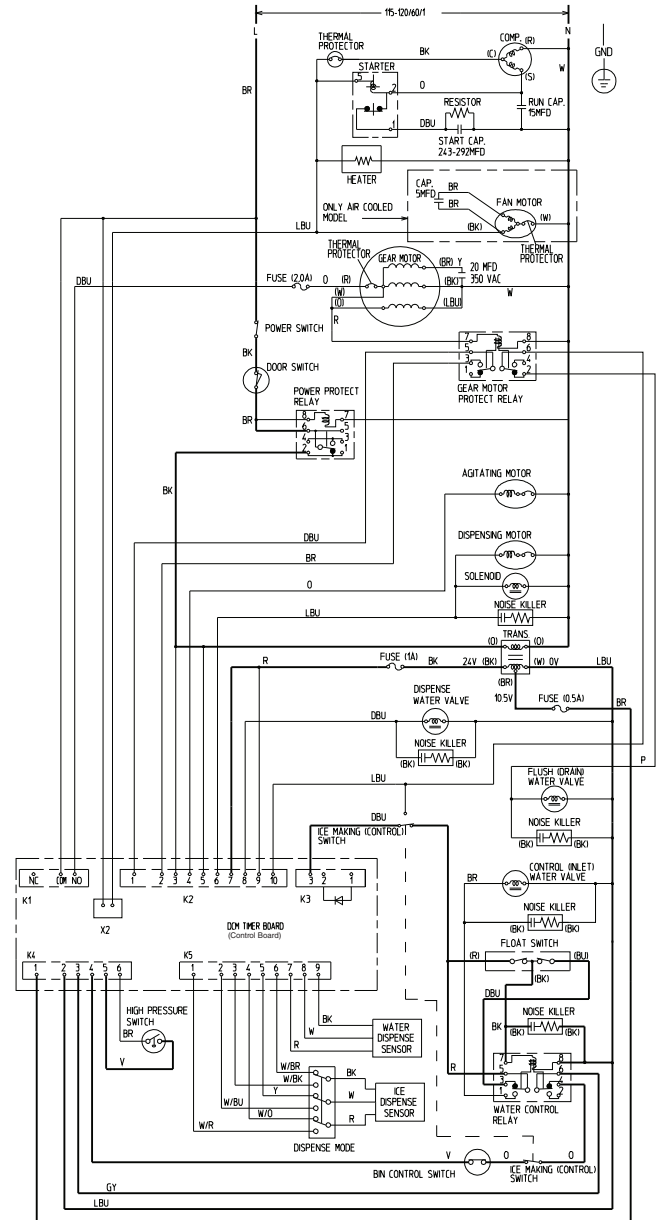 115-120/60/1
L
N
THERMAL
PROTECTOR
BK
COMP.
(R)
(C)
(S)
GND
STARTER
5
2
1
O
W
BR
RESISTOR
RUN CAP.
15MFD
DBU
START CAP.
243-292MFD
HEATER
CAP.
5MFD
BR
BR
FAN MOTOR
(W)
(BK)
THERMAL
PROTECTOR
ONLY AIR COOLED
MODEL
LBU
THERMAL
PROTECTOR
GEAR MOTOR
(BR) Y
20 MFD
350 VAC
(BK)
(LBU)
W
DBU
FUSE (2.0A)
O
(R)
(W)
(O)
R
POWER SWITCH
BK
DOOR SWITCH
BR
7 8
5 6
3 4
1 2
GEAR MOTOR
PROTECT RELAY
POWER PROTECT
RELAY
8 7
6 5
4 3
2 1
BK
AGITATING MOTOR
DBU
BR
DISPENSING MOTOR
O
SOLENOID
LBU
NOISE KILLER
TRANS.
(O) (O)
R
FUSE (1A)
BK
24V (BK)
(W) 0V
LBU
(BR)
10.5V
FUSE (0.5A)
BR
DISPENSE
WATER VALVE
DBU
NOISE KILLER
(BK) (BK)
P
LBU
FLUSH (DRAIN)
WATER VALVE
DBU
ICE MAKING (CONTROL)
SWITCH
NOISE KILLER
(BK) (BK)
BR
CONTROL (INLET)
WATER VALVE
NC COM NO
K1
1 2 3 4 5 6 7 8 9 10
K2
3 2 1
K3
X2
DCM TIMER BOARD
(Control Board)
NOISE KILLER
(BK) (BK)
FLOAT SWITCH
(R) (BU)
(BK)
DBU
K4
1 2 3 4 5 6
K5
1 2 3 4 5 6 7 8 9
HIGH PRESSURE
SWITCH
BR
V
BK
W
R
WATER
DISPENSE
SENSOR
NOISE KILLER
BK
(BK) (BK)
R
7 8
5 6
3 4
1 2
WATER CONTROL
RELAY
W/BR
W/BK
Y
W/BU
W/O
W/R
BK
W
R
ICE
DISPENSE
SENSOR
DISPENSE MODE
V
O
O
BIN CONTROL SWITCH
ICE MAKING (CONTROL)
SWITCH
GY
LBU